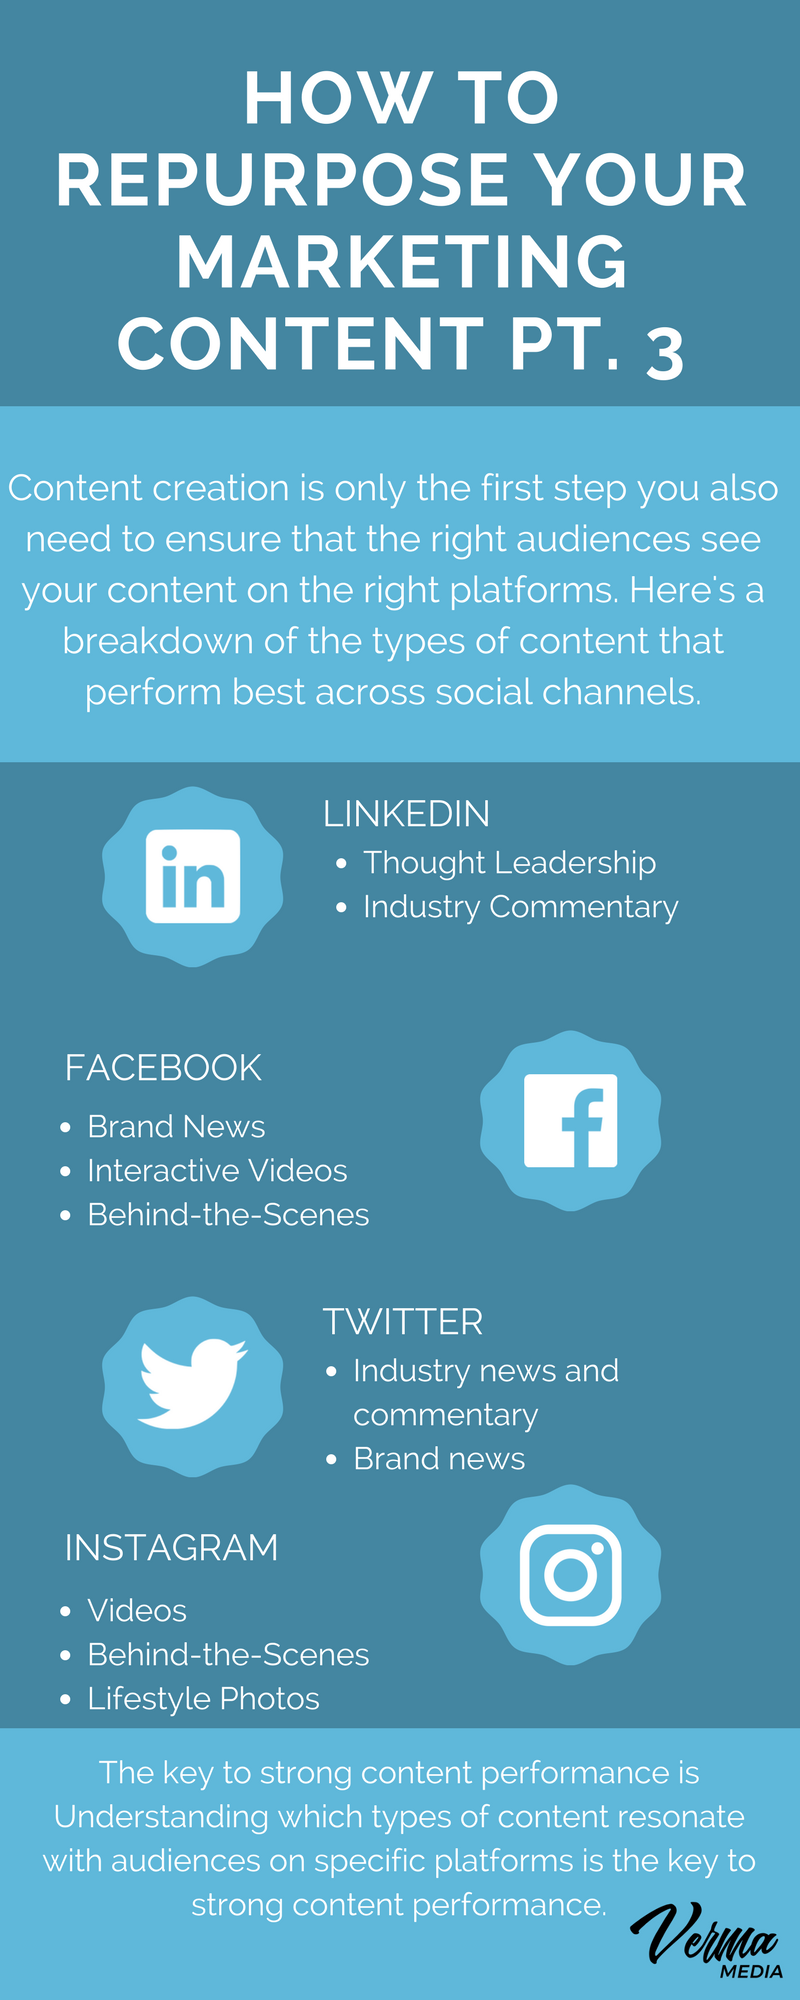 HOW TO
REPURPOSE YOUR
MARKETING
CONTENT PT. 3
Content creation is only the first step you also
need to ensure that the right audiences see
your content on the right platforms. Here's a
breakdown of the types of content that
perform best across social channels.
in
LINKEDIN
• Thought Leadership
• Industry Commentary
FACEBOOK
• Brand News
• Interactive Videos
• Behind-the-Scenes
f
TWITTER
• Industry news and
commentary
• Brand news
INSTAGRAM
• Videos
• Behind-the-Scenes
• Lifestyle Photos
The key to strong content performance is
Understanding which types of content resonate
with audiences on specific platforms is the key to
strong content performance.
Verma
MEDIA